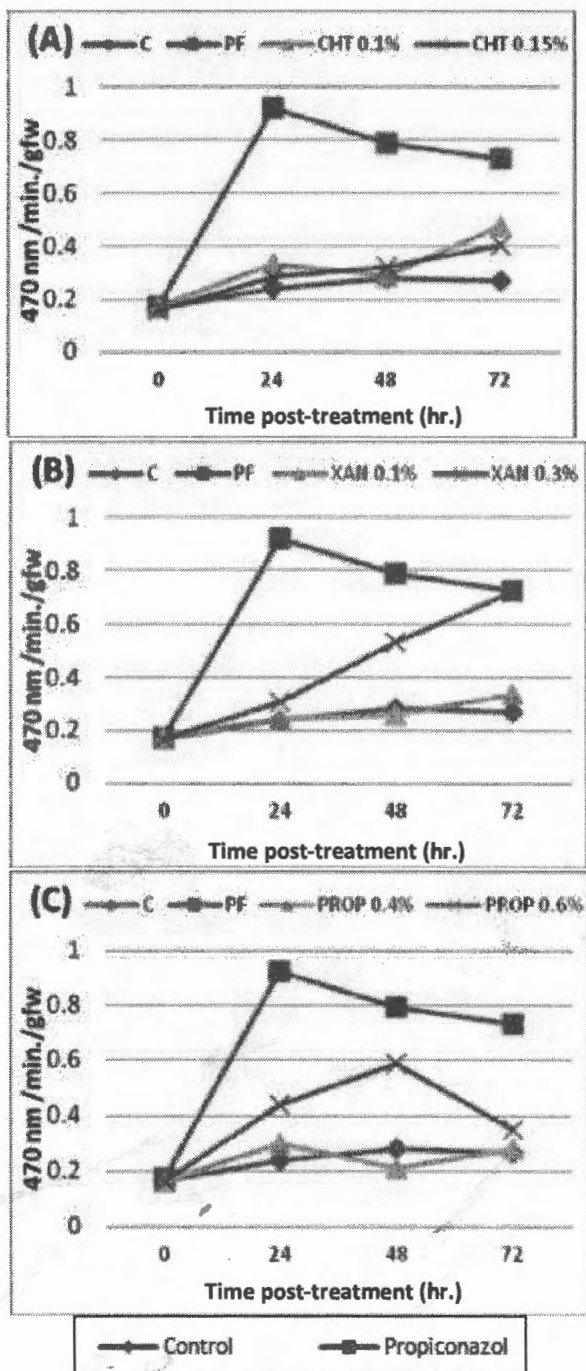 (A) C PF CHT 0.1% CHT 0.15%
1
0.8
0.6
0.4
0.2
0
470 nm /min./gfw
0 24 48 72
Time post-treatment (hr.)
(B) C PF XAN 0.1% XAN 0.3%
1
0.8
0.6
0.4
0.2
0
470 nm /min./gfw
0 24 48 72
Time post-treatment (hr.)
(C) C PF PROP 0.4% PROP 0.6%
1
0.8
0.6
0.4
0.2
0
470 nm /min./gfw
0 24 48 72
Time post-treatment (hr.)
Control Propiconazol